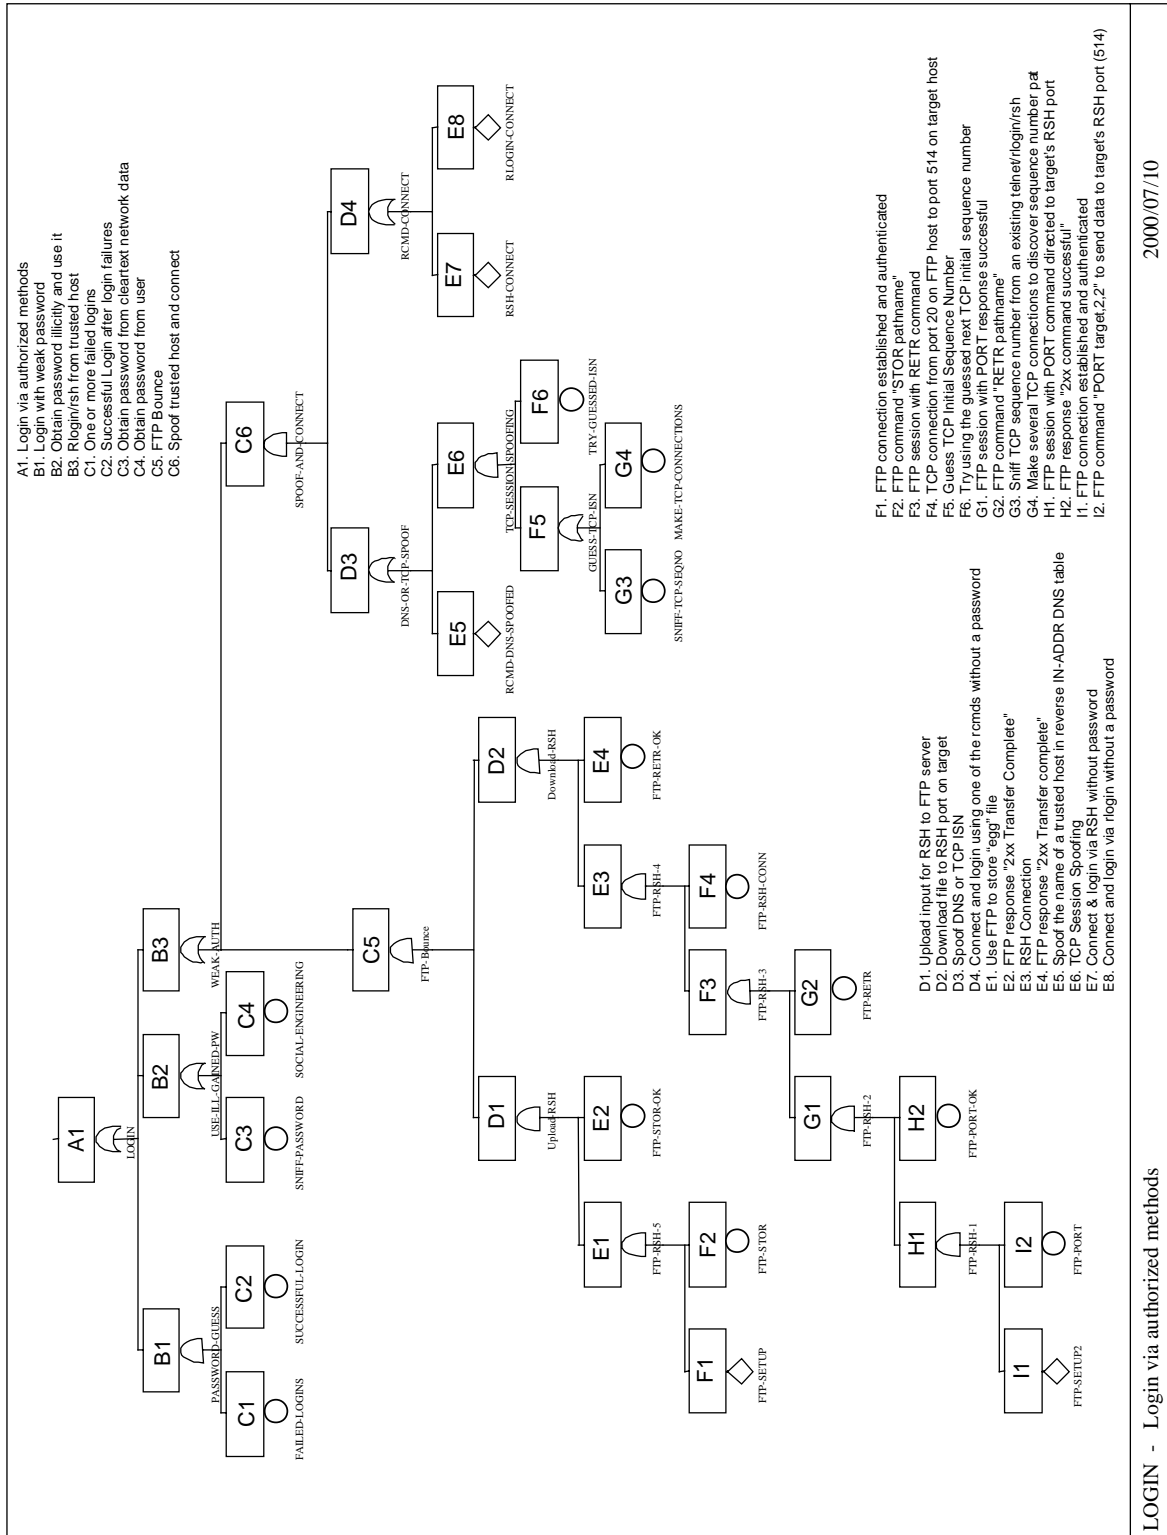 A1. Login via authorized methods
B1. Login with weak password
B2. Obtain password illicitly and use it
B3. Rlogin/rsh from trusted host
C1. One or more failed logins
C2. Successful Login after login failures
C3. Obtain password from cleartext network data
C4. Obtain password from user
C5. FTP Bounce
C6. Spoof trusted host and connect
A1
LOGIN
B1
PASSWORD-GUESS
B2
USE-ILL-GAINED-PW
B3
WEAK-AUTH
C1
FAILED-LOGINS
C2
SUCCESSFUL-LOGIN
C3
SNIFF-PASSWORD
C4
SOCIAL-ENGINEERING
C5
FTP-Bounce
C6
SPOOF-AND-CONNECT
D1
Upload-RSH
D2
Download-RSH
D3
DNS-OR-TCP-SPOOF
D4
RCMD-CONNECT
E1
FTP-RSH-5
E2
FTP-STOR-OK
E3
FTP-RSH-4
E4
FTP-RETR-OK
E5
RCMD-DNS-SPOOFED
E6
TCP-SESSION-SPOOFING
E7
RSH-CONNECT
E8
RLOGIN-CONNECT
F1
FTP-SETUP
F2
FTP-STOR
F3
FTP-RSH-3
F4
FTP-RSH-CONN
F5
GUESS-TCP-ISN
F6
TRY-GUESSED-ISN
G1
FTP-RSH-2
G2
FTP-RETR
G3
SNIFF-TCP-SEQNO
G4
MAKE-TCP-CONNECTIONS
H1
FTP-RSH-1
H2
FTP-PORT-OK
I1
FTP-SETUP2
I2
FTP-PORT
D1. Upload input for RSH to FTP server
D2. Download file to RSH port on target
D3. Spoof DNS or TCP ISN
D4. Connect and login using one of the rcmds without a password
E1. Use FTP to store "egg" file
E2. FTP response "2xx Transfer Complete"
E3. RSH Connection
E4. FTP response "2xx Transfer complete"
E5. Spoof the name of a trusted host in reverse IN-ADDR DNS table
E6. TCP Session Spoofing
E7. Connect & login via RSH without password
E8. Connect and login via rlogin without a password
F1. FTP connection established and authenticated
F2. FTP command "STOR pathname"
F3. FTP session with RETR command
F4. TCP connection from port 20 on FTP host to port 514 on target host
F5. Guess TCP Initial Sequence Number
F6. Try using the guessed next TCP initial sequence number
G1. FTP session with PORT response successful
G2. FTP command "RETR pathname"
G3. Sniff TCP sequence number from an existing telnet/rlogin/rsh
G4. Make several TCP connections to discover sequence number pat
H1. FTP session with PORT command directed to target's RSH port
H2. FTP response "2xx command successful"
I1. FTP connection established and authenticated
I2. FTP command "PORT target,2,2" to send data to target's RSH port (514)
LOGIN - Login via authorized methods 2000/07/10